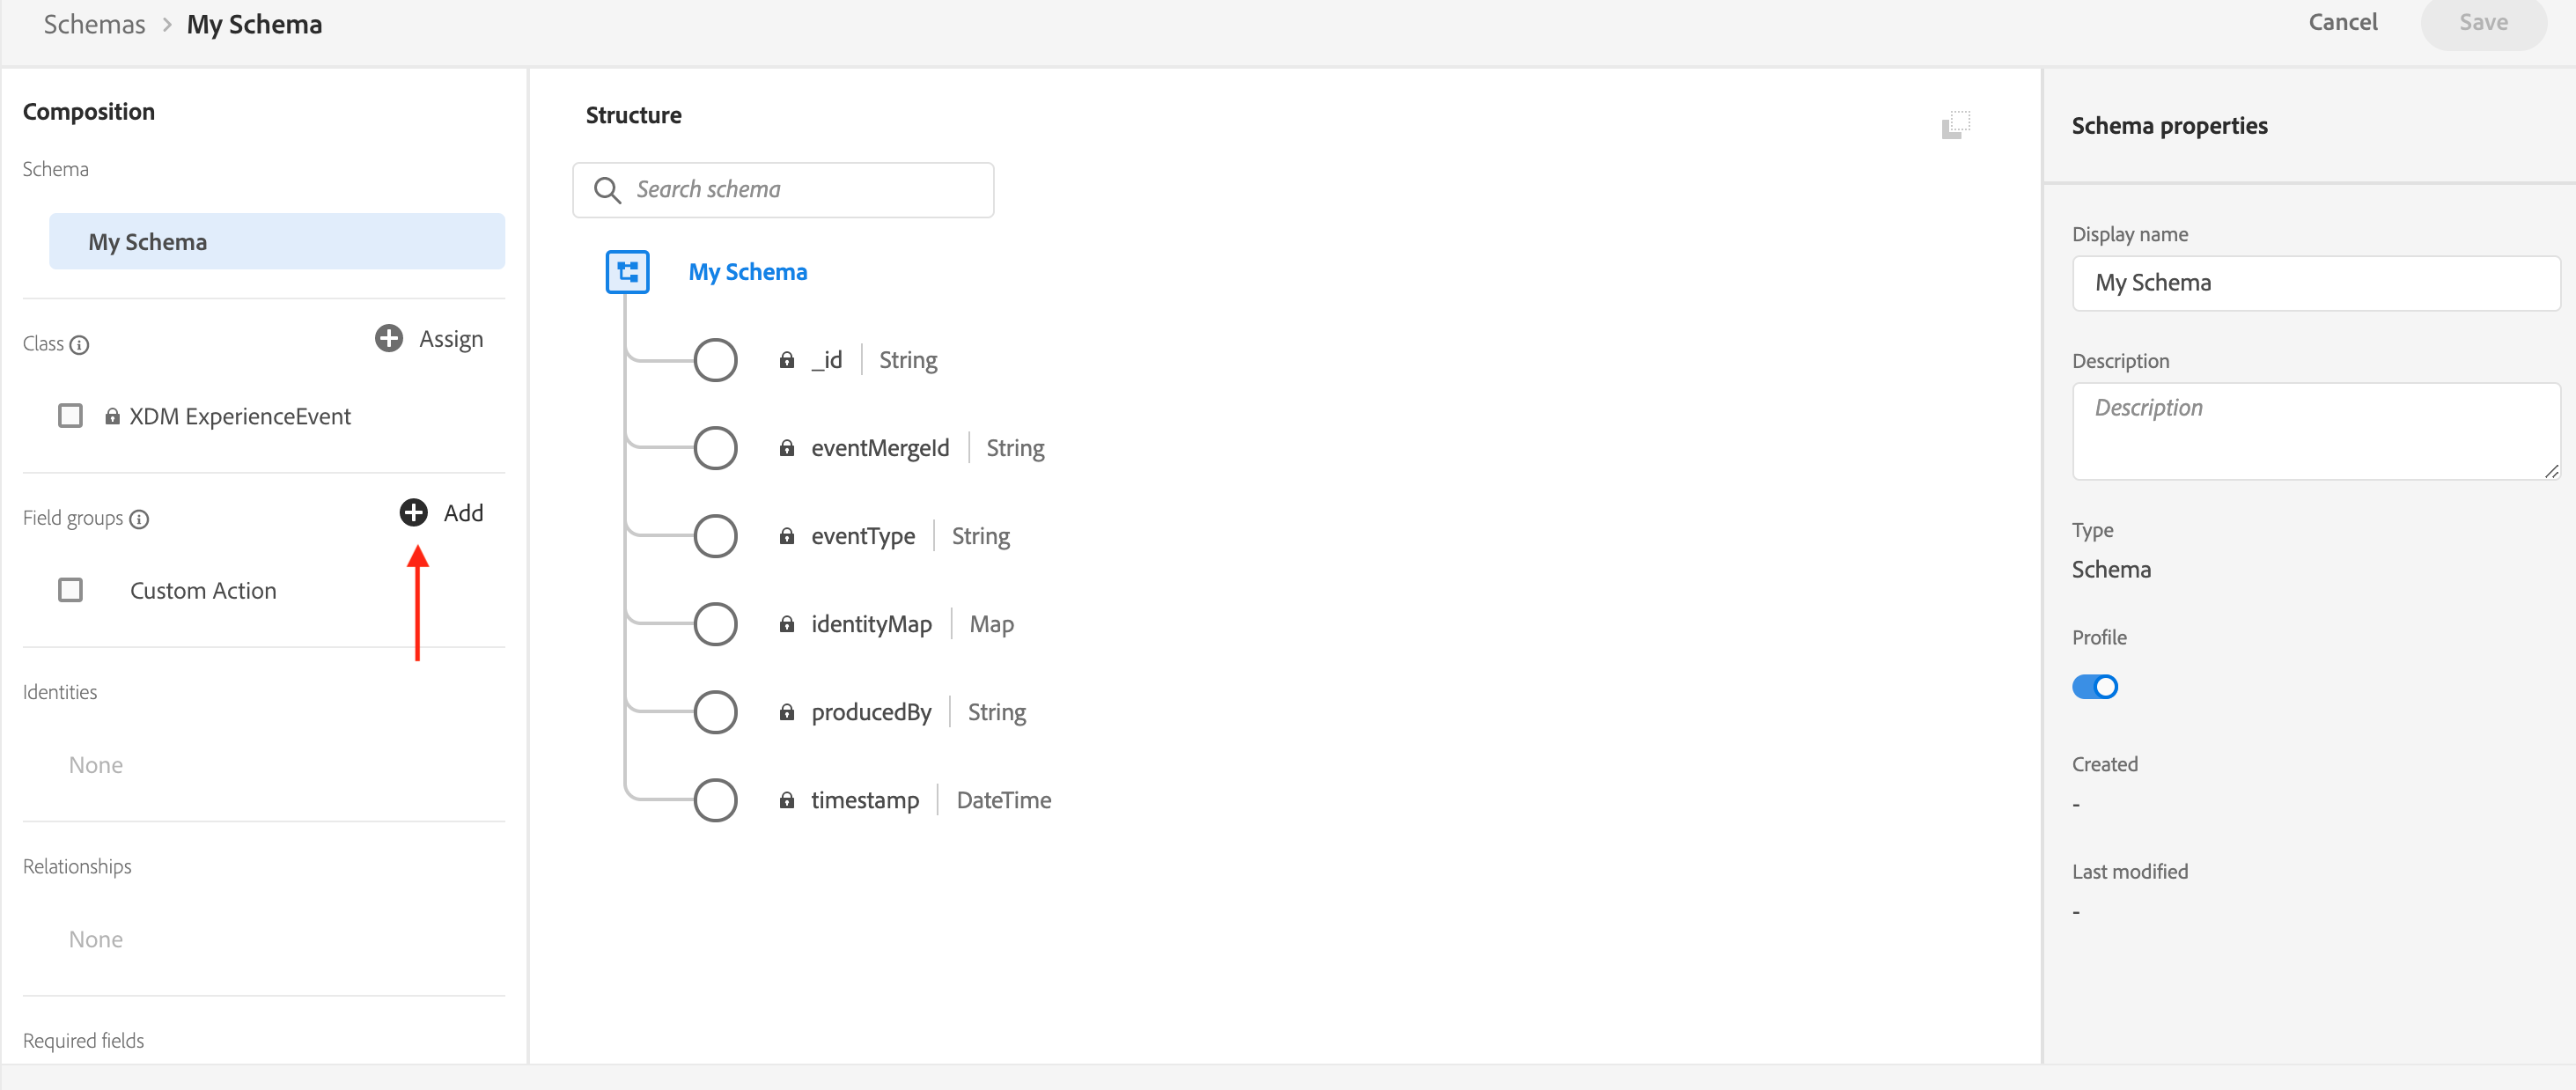 Schemas > My Schema
Cancel
Save
Composition
Schema
My Schema
Class
Assign
XDM ExperienceEvent
Field groups
Add
Custom Action
Identities
None
Relationships
None
Required fields
Structure
Search schema
My Schema
_id | String
eventMergeId | String
eventType | String
identityMap | Map
producedBy | String
timestamp | DateTime
Schema properties
Display name
My Schema
Description
Description
Type
Schema
Profile
Created
-
Last modified
-